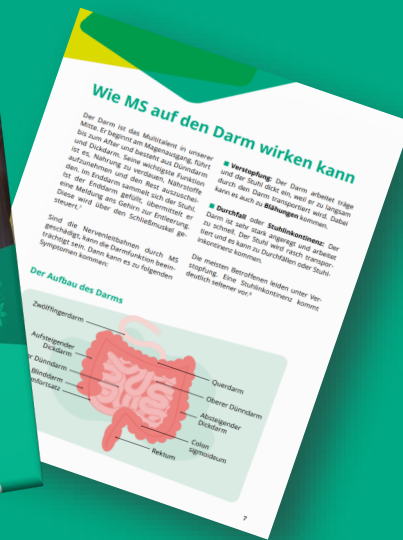 Wie MS auf den Darm wirken kann
Der Darm ist das Multitalent in unserer
Mitte. Er beginnt am Magenausgang, führt
bis zum After und besteht aus Dünndarm
und Dickdarm. Seine wichtigste Funktion
ist es, Nahrung zu verdauen, Nährstoffe
aufzunehmen und den Rest auszuschei-
den. Im Enddarm sammelt sich der Stuhl.
Ist der Enddarm gefüllt, übermittelt er
eine Meldung ans Gehirn zur Entleerung.
Diese wird über den Schließmuskel ge-
steuert.
Sind die Nervenleitbahnen durch MS
geschädigt, kann die Darmfunktion beein-
trächtigt sein. Dann kann es zu folgenden
Symptomen kommen:
Verstopfung: Der Darm arbeitet träge
und der Stuhl dickt ein, weil er zu langsam
durch den Darm transportiert wird. Dabei
kann es auch zu Blähungen kommen.
Durchfall oder Stuhlinkontinenz: Der
Darm ist sehr stark angeregt und arbeitet
zu schnell. Der Stuhl wird rasch transpor-
tiert und es kann zu Durchfällen oder Stuhl-
inkontinenz kommen.
Die meisten Betroffenen leiden unter Ver-
stopfung. Eine Stuhlinkontinenz kommt
deutlich seltener vor.
Der Aufbau des Darms
Zwölffingerdarm
Aufsteigender
Dickdarm
Dünndarm
Blinddarm
Querdarm
Oberer Dünndarm
Absteigender
Dickdarm
Colon
sigmoideum
Rektum
7